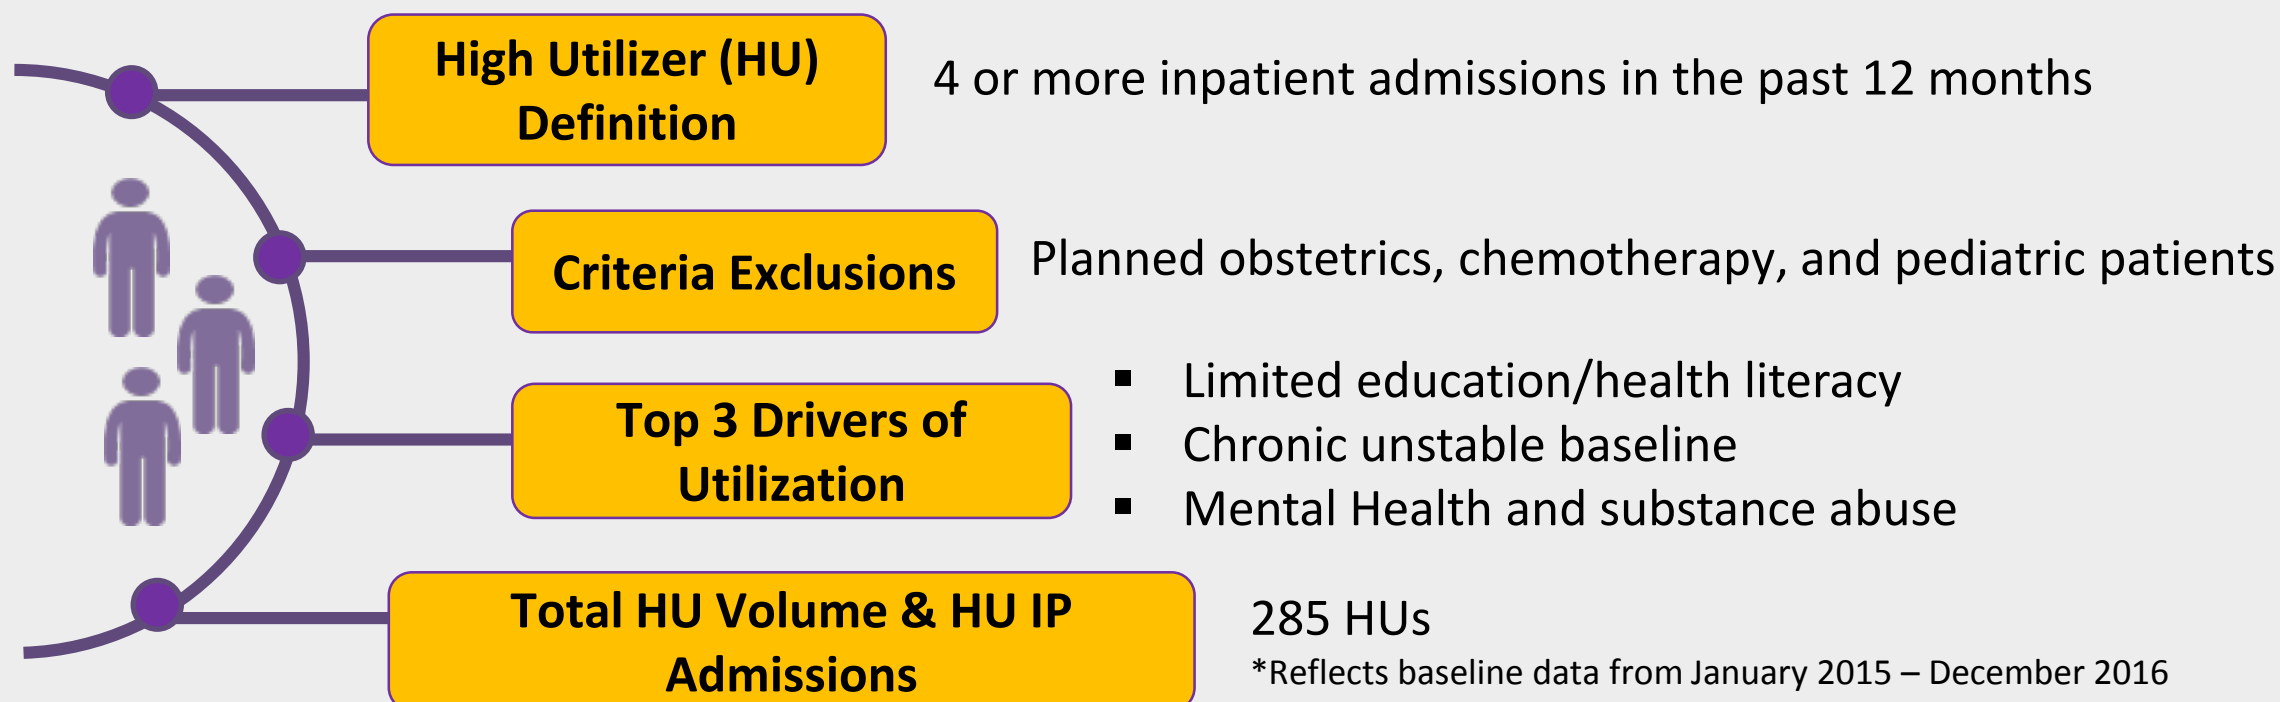 High Utilizer (HU)
Definition
4 or more inpatient admissions in the past 12 months
Criteria Exclusions
Planned obstetrics, chemotherapy, and pediatric patients
Top 3 Drivers of
Utilization
▪ Limited education/health literacy
▪ Chronic unstable baseline
▪ Mental Health and substance abuse
Total HU Volume & HU IP
Admissions
285 HUs
*Reflects baseline data from January 2015 – December 2016